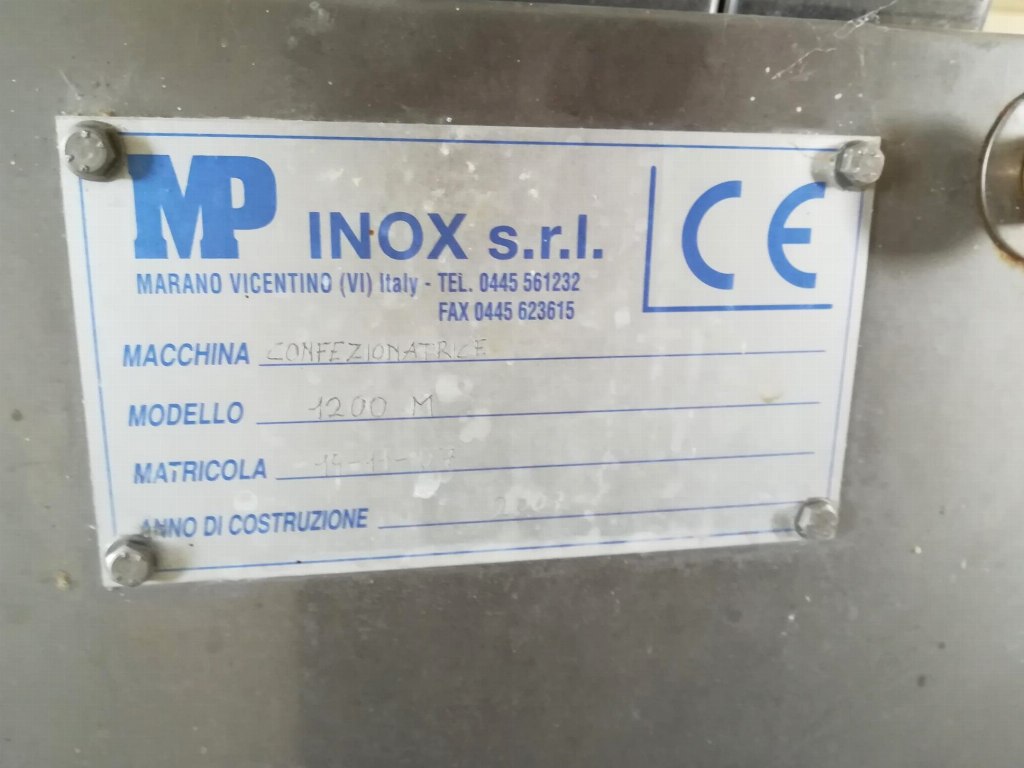 MP INOX s.r.l. CE
MARANO VICENTINO (VI) Italy - TEL. 0445 561232
FAX 0445 623615
MACCHINA CONFEZIONATRICE
MODELLO 1200 M
MATRICOLA
ANNO DI COSTRUZIONE